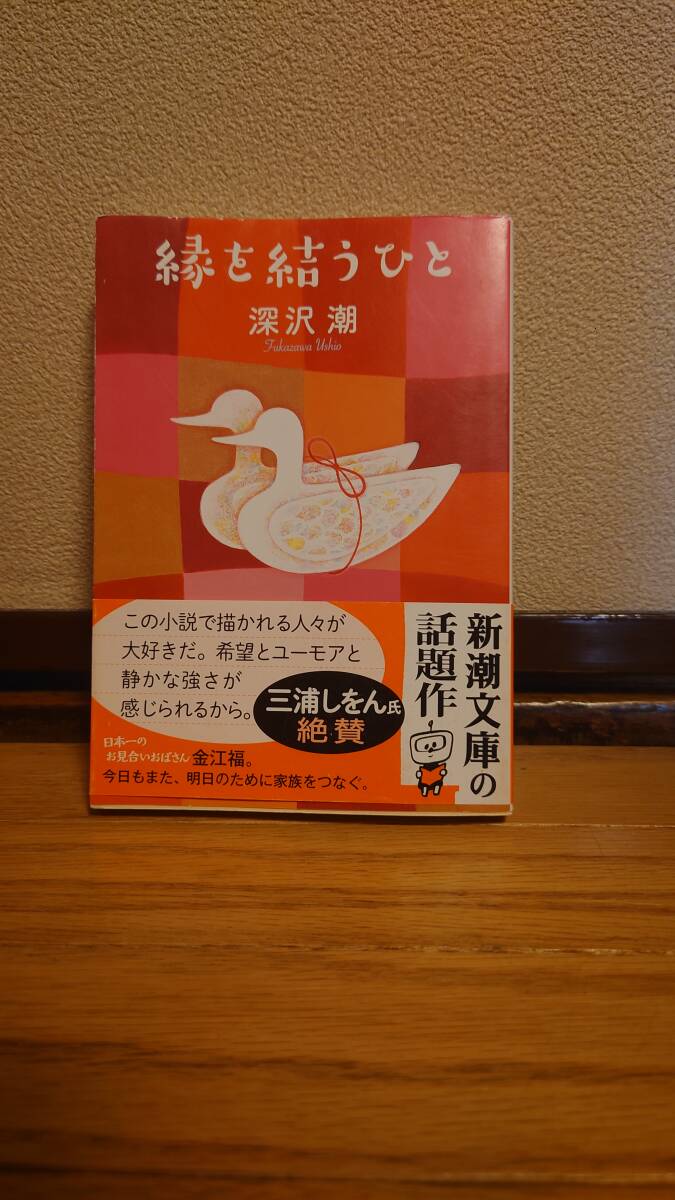 縁を結うひと
深沢 潮
Fukazawa Ushio
この小説で描かれる人々が
大好きだ。希望とユーモアと
静かな強さが
感じられるから。
三浦しをん氏
絶賛
日本一の
お見合いおばさん 金江福。
今日もまた、明日のために家族をつなぐ。
新潮文庫の
話題作